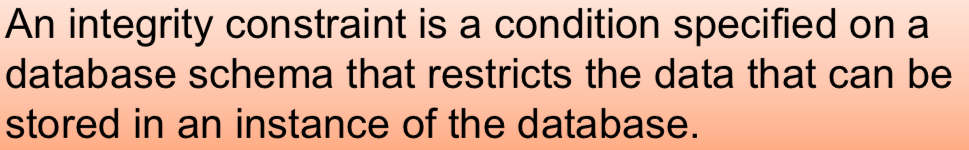 An integrity constraint is a condition specified on a
database schema that restricts the data that can be
stored in an instance of the database.